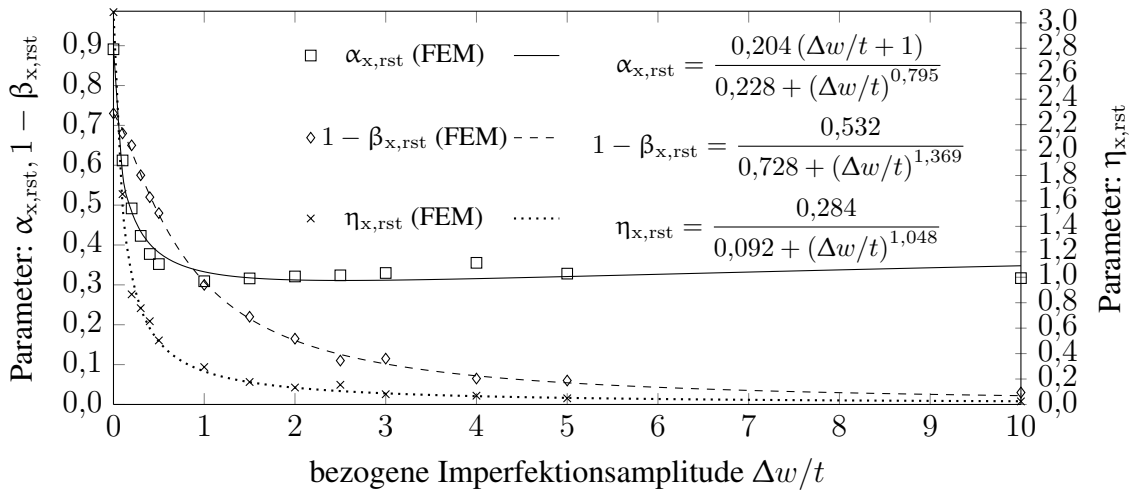 Parameter: α_x,rst, 1 − β_x,rst
0,9
0,8
0,7
0,6
0,5
0,4
0,3
0,2
0,1
0,0
α_x,rst (FEM)
α_x,rst = 0,204 (Δw/t + 1) / 0,228 + (Δw/t)^0,795
1 − β_x,rst (FEM)
1 − β_x,rst = 0,532 / 0,728 + (Δw/t)^1,369
η_x,rst (FEM)
η_x,rst = 0,284 / 0,092 + (Δw/t)^1,048
3,0
2,8
2,6
2,4
2,2
2,0
1,8
1,6
1,4
1,2
1,0
0,8
0,6
0,4
0,2
0,0
Parameter: η_x,rst
0 1 2 3 4 5 6 7 8 9 10
bezogene Imperfektionsamplitude Δw/t